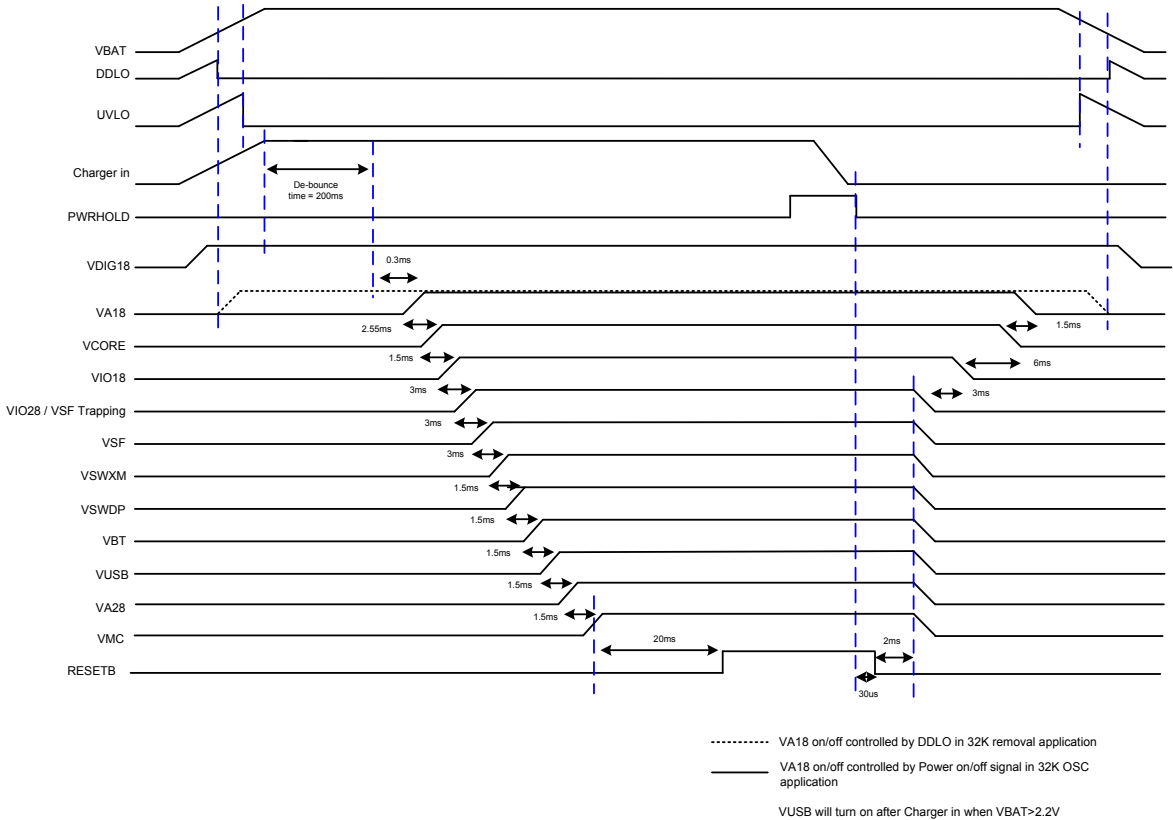 VBAT
DDLO
UVLO
Charger in
De-bounce
time = 200ms
PWRHOLD
VDIG18
0.3ms
VA18
2.55ms
1.5ms
VCORE
1.5ms
6ms
VIO18
3ms
3ms
VIO28 / VSF Trapping
3ms
VSF
3ms
VSWXM
1.5ms
VSWDP
1.5ms
VBT
1.5ms
VUSB
1.5ms
VA28
1.5ms
VMC
20ms
2ms
RESETB
30us
VA18 on/off controlled by DDLO in 32K removal application
VA18 on/off controlled by Power on/off signal in 32K OSC
application
VUSB will turn on after Charger in when VBAT>2.2V